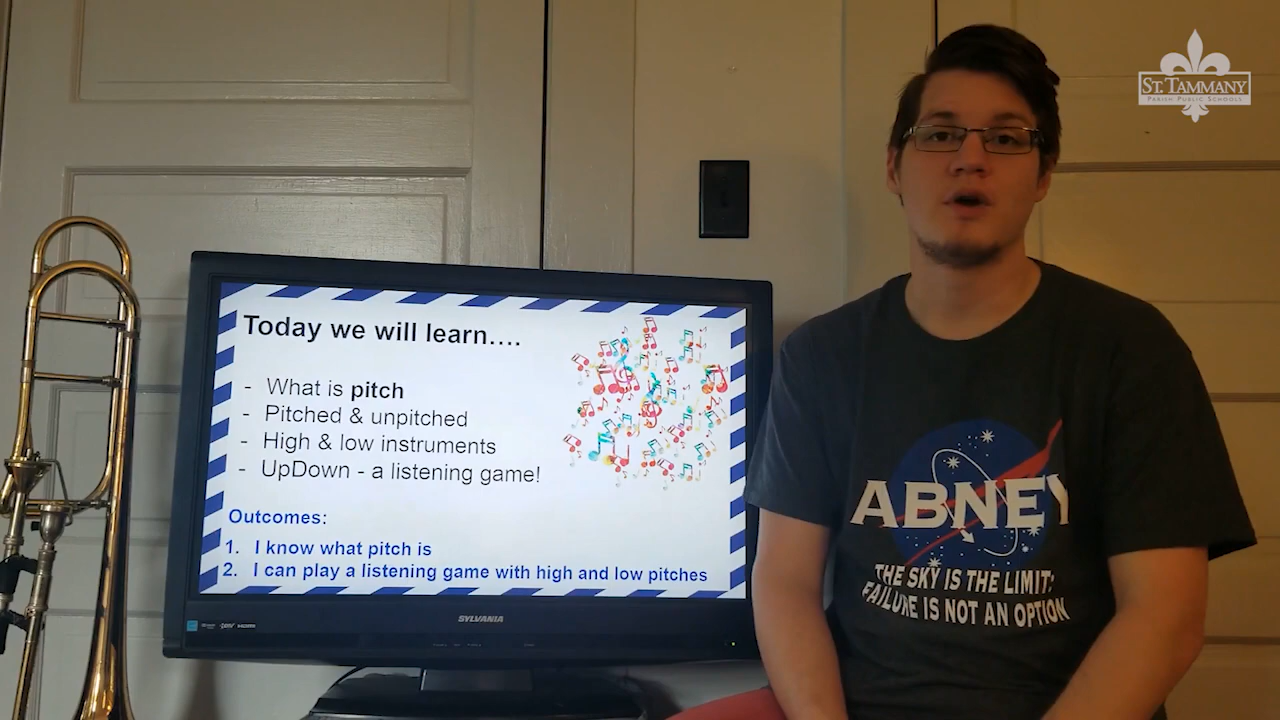 ST. TAMMANY
PARISH PUBLIC SCHOOLS
Today we will learn....
- What is pitch
- Pitched & unpitched
- High & low instruments
- UpDown - a listening game!
Outcomes:
1. I know what pitch is
2. I can play a listening game with high and low pitches
SYLVANIA
ABNEY
THE SKY IS THE LIMIT;
FAILURE IS NOT AN OPTION